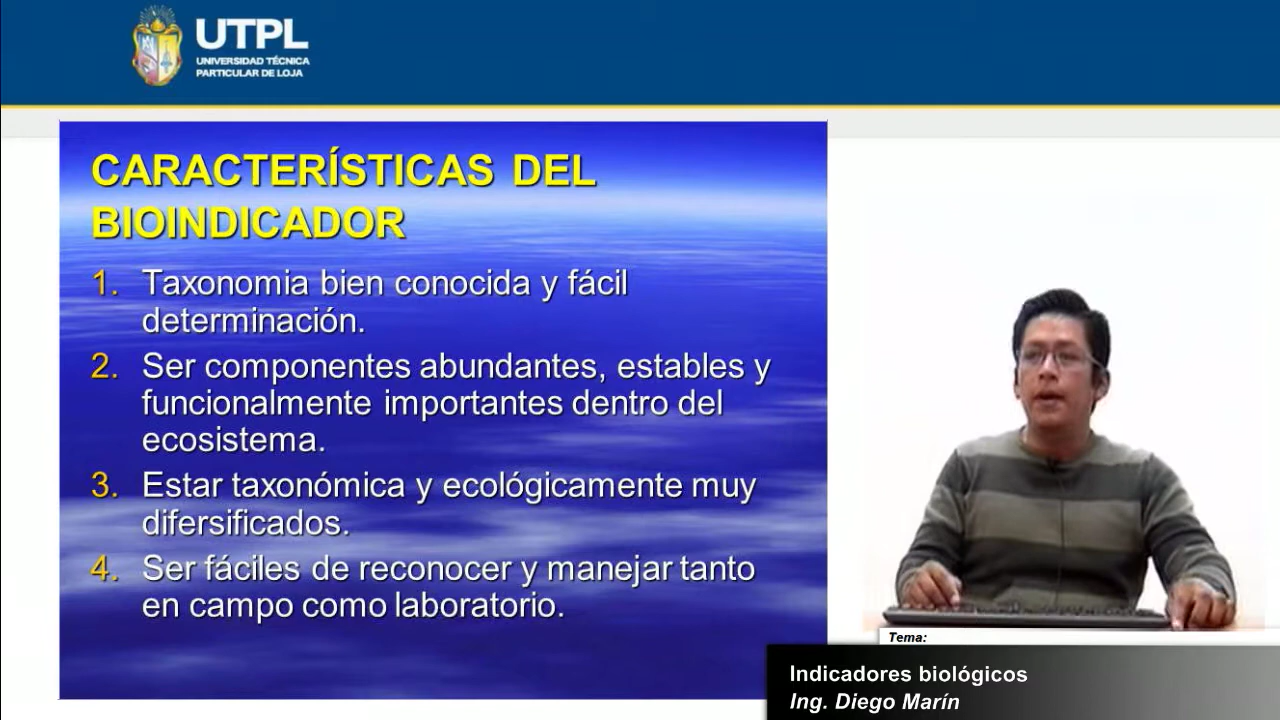 UTPL
UNIVERSIDAD TÉCNICA
PARTICULAR DE LOJA
CARACTERÍSTICAS DEL
BIOINDICADOR
1. Taxonomia bien conocida y fácil
determinación.
2. Ser componentes abundantes, estables y
funcionalmente importantes dentro del
ecosistema.
3. Estar taxonómica y ecológicamente muy
difersificados.
4. Ser fáciles de reconocer y manejar tanto
en campo como laboratorio.
Tema:
Indicadores biológicos
Ing. Diego Marín